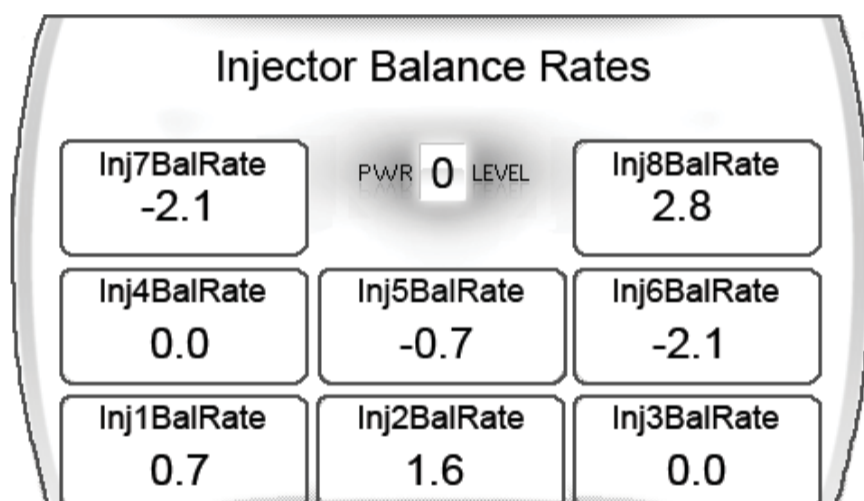 Injector Balance Rates
Inj7BalRate
-2.1
PWR 0 LEVEL
Inj8BalRate
2.8
Inj4BalRate
0.0
Inj5BalRate
-0.7
Inj6BalRate
-2.1
Inj1BalRate
0.7
Inj2BalRate
1.6
Inj3BalRate
0.0